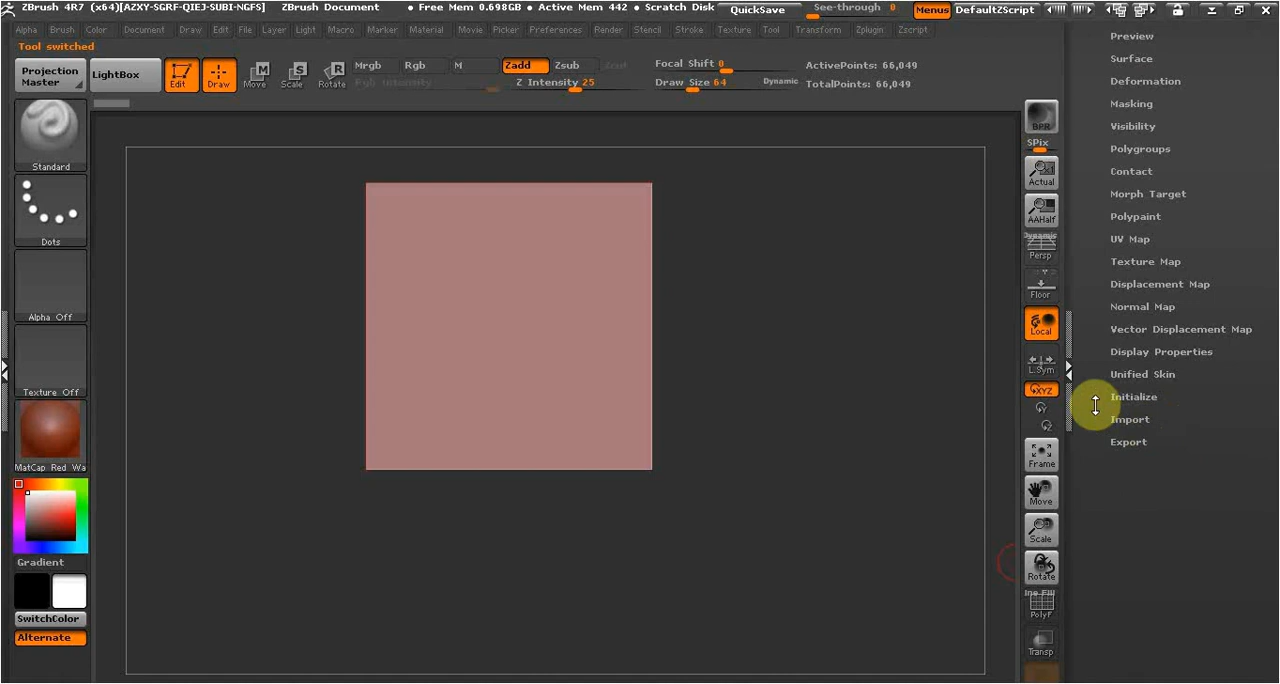 ZBrush 4R7 (x64)[AZXY-SGRF-QIEJ-SUBI-NGFS] ZBrush Document • Free Mem 0.698GB • Active Mem 442 • Scratch Disk QuickSave See-through 0 Menus DefaultZScript
Alpha Brush Color Document Draw Edit File Layer Light Macro Marker Material Movie Picker Preferences Render Stencil Stroke Texture Tool Transform Zplugin Zscript
Tool switched
Projection Master
LightBox
Edit
Draw
Move
Scale
Rotate
Mrgb Rgb M Zadd Zsub Zcut
Rgb Intensity Z Intensity 25
Focal Shift 0
Draw Size 64 Dynamic
ActivePoints: 66,049
TotalPoints: 66,049
Standard
Dots
Alpha Off
Texture Off
MatCap Red Wa
Gradient
SwitchColor
Alternate
BPR
SPix
Actual
AAHalf
Dynamic
Persp
Floor
Local
L.Sym
XYZ
Y
Z
Frame
Move
Scale
Rotate
Ine Fill
PolyF
Transp
Preview
Surface
Deformation
Masking
Visibility
Polygroups
Contact
Morph Target
Polypaint
UV Map
Texture Map
Displacement Map
Normal Map
Vector Displacement Map
Display Properties
Unified Skin
Initialize
Import
Export